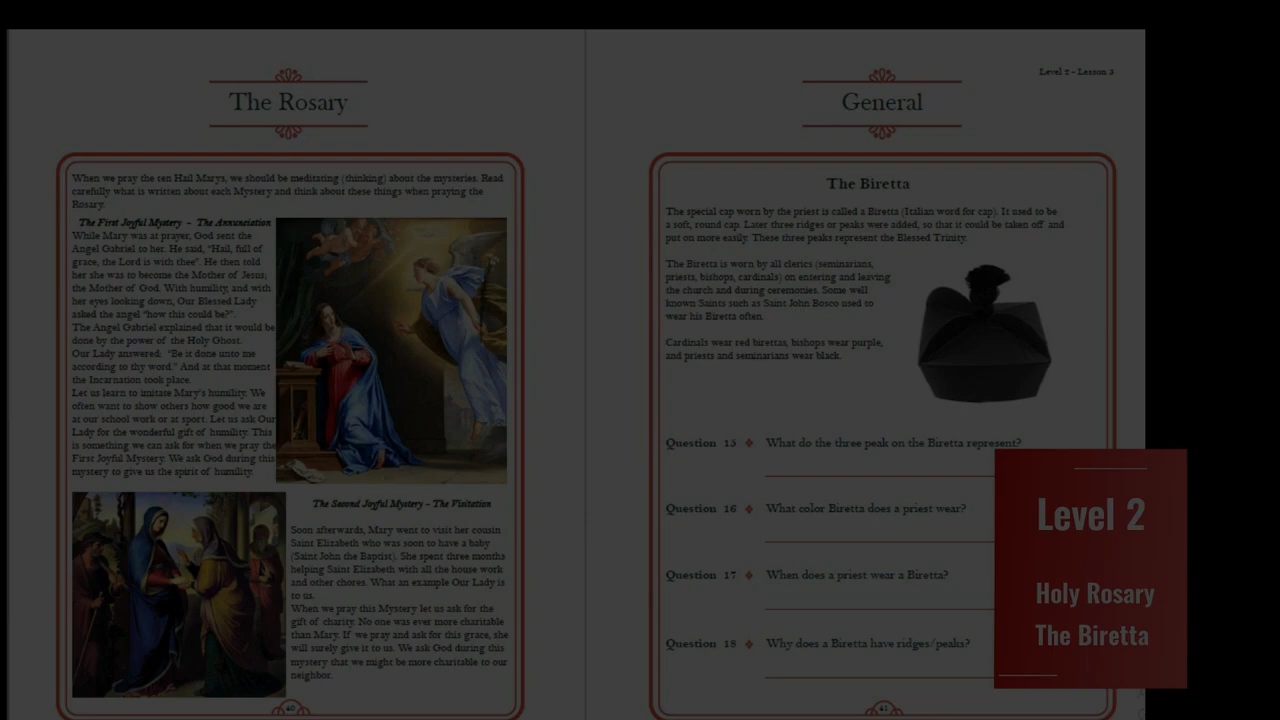 The Rosary
When we pray the ten Hail Marys, we should be meditating (thinking) about the mysteries. Read
carefully what is written about each Mystery and think about these things when praying the
Rosary.
The First Joyful Mystery - The Annunciation
While Mary was at prayer, God sent the
Angel Gabriel to her. He said, "Hail, full of
grace, the Lord is with thee". He then told
her she was to become the Mother of Jesus,
the Mother of God. With humility, and with
her eyes looking down, Our Blessed Lady
asked the angel "how this could be?".
The Angel Gabriel explained that it would be
done by the power of the Holy Ghost.
Our Lady answered: "Be it done unto me
according to thy word." And at that moment
the Incarnation took place.
Let us learn to imitate Mary's humility. We
often want to show others how good we are
at our school work or at sport. Let us ask Our
Lady for the wonderful gift of humility. This
is something we can ask for when we pray the
First Joyful Mystery. We ask God during this
mystery to give us the spirit of humility.
The Second Joyful Mystery - The Visitation
Soon afterwards, Mary went to visit her cousin
Saint Elizabeth who was soon to have a baby
(Saint John the Baptist). She spent three months
helping Saint Elizabeth with all the house work
and other chores. What an example Our Lady is
to us.
When we pray this Mystery let us ask for the
gift of charity. No one was ever more charitable
than Mary. If we pray and ask for this grace, she
will surely give it to us. We ask God during this
mystery that we might be more charitable to our
neighbor.
40
Level 2 - Lesson 3
General
The Biretta
The special cap worn by the priest is called a Biretta (Italian word for cap). It used to be
a soft, round cap. Later three ridges or peaks were added, so that it could be taken off and
put on more easily. These three peaks represent the Blessed Trinity.
The Biretta is worn by all clerics (seminarians,
priests, bishops, cardinals) on entering and leaving
the church and during ceremonies. Some well
known Saints such as Saint John Bosco used to
wear his Biretta often.
Cardinals wear red birettas, bishops wear purple,
and priests and seminarians wear black.
Question 15 What do the three peak on the Biretta represent?
Question 16 What color Biretta does a priest wear?
Question 17 When does a priest wear a Biretta?
Question 18 Why does a Biretta have ridges/peaks?
41
Level 2
Holy Rosary
The Biretta